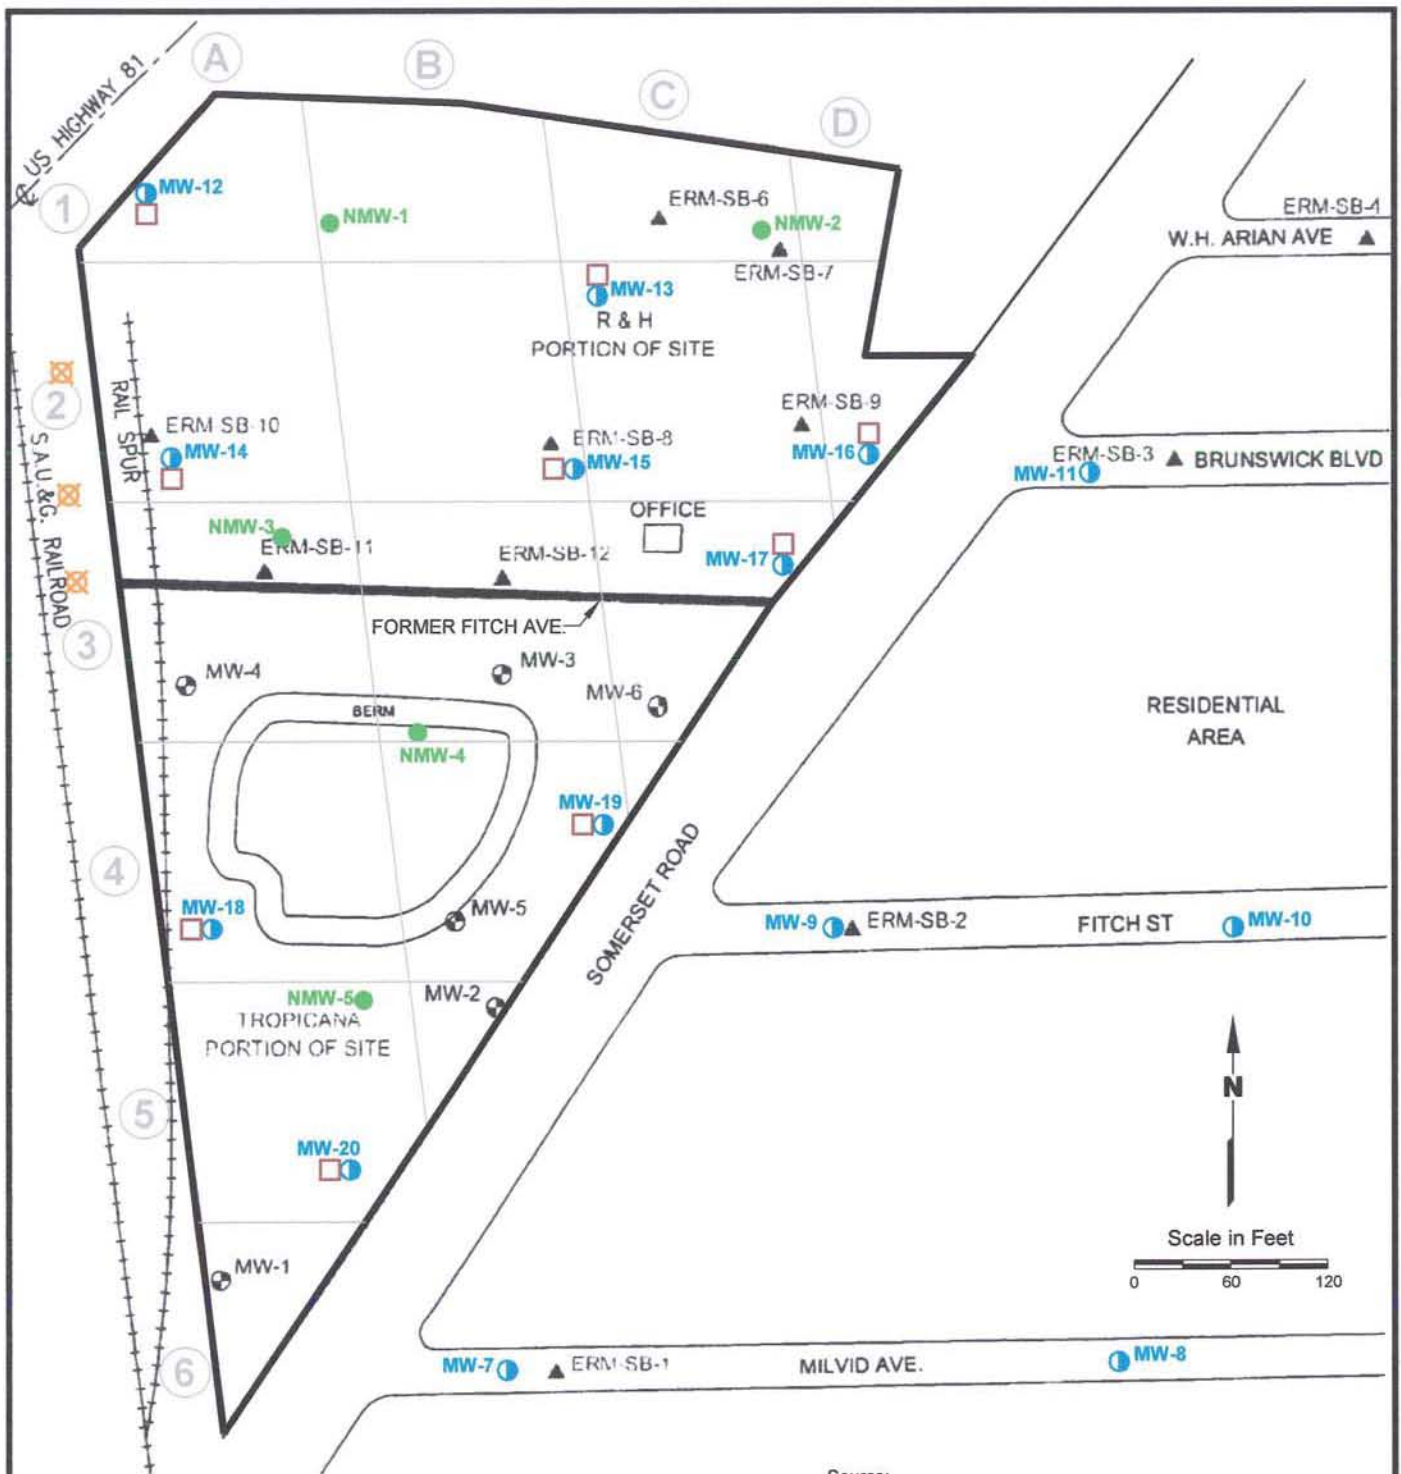 US HIGHWAY 81
A
B
C
D
1
MW-12
NMW-1
ERM-SB-6
NMW-2
ERM-SB-7
ERM-SB-4
W.H. ARIAN AVE
MW-13
R & H
PORTION OF SITE
2
RAIL SPUR
S.A.U.&G. RAILROAD
ERM-SB-10
MW-14
ERM-SB-8
MW-15
ERM-SB-9
MW-16
ERM-SB-3
MW-11
BRUNSWICK BLVD
OFFICE
NMW-3
ERM-SB-11
ERM-SB-12
MW-17
FORMER FITCH AVE.
3
MW-4
MW-3
MW-6
BERM
NMW-4
RESIDENTIAL
AREA
MW-19
4
MW-18
MW-5
SOMERSET ROAD
MW-9
ERM-SB-2
FITCH ST
MW-10
NMW-5
MW-2
TROPICANA
PORTION OF SITE
N
5
MW-20
Scale in Feet
0 60 120
MW-1
6
MW-7
ERM-SB-1
MILVID AVE.
MW-8